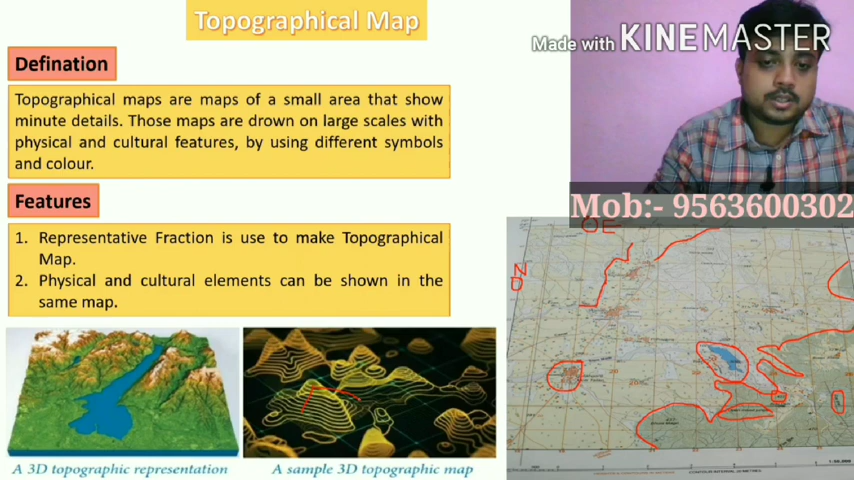 Topographical Map
Made with KINEMASTER
Defination
Topographical maps are maps of a small area that show
minute details. Those maps are drown on large scales with
physical and cultural features, by using different symbols
and colour.
Mob:- 9563600302
Features
1. Representative Fraction is use to make Topographical
Map.
2. Physical and cultural elements can be shown in the
same map.
OE
N
A 3D topographic representation
A sample 3D topographic map